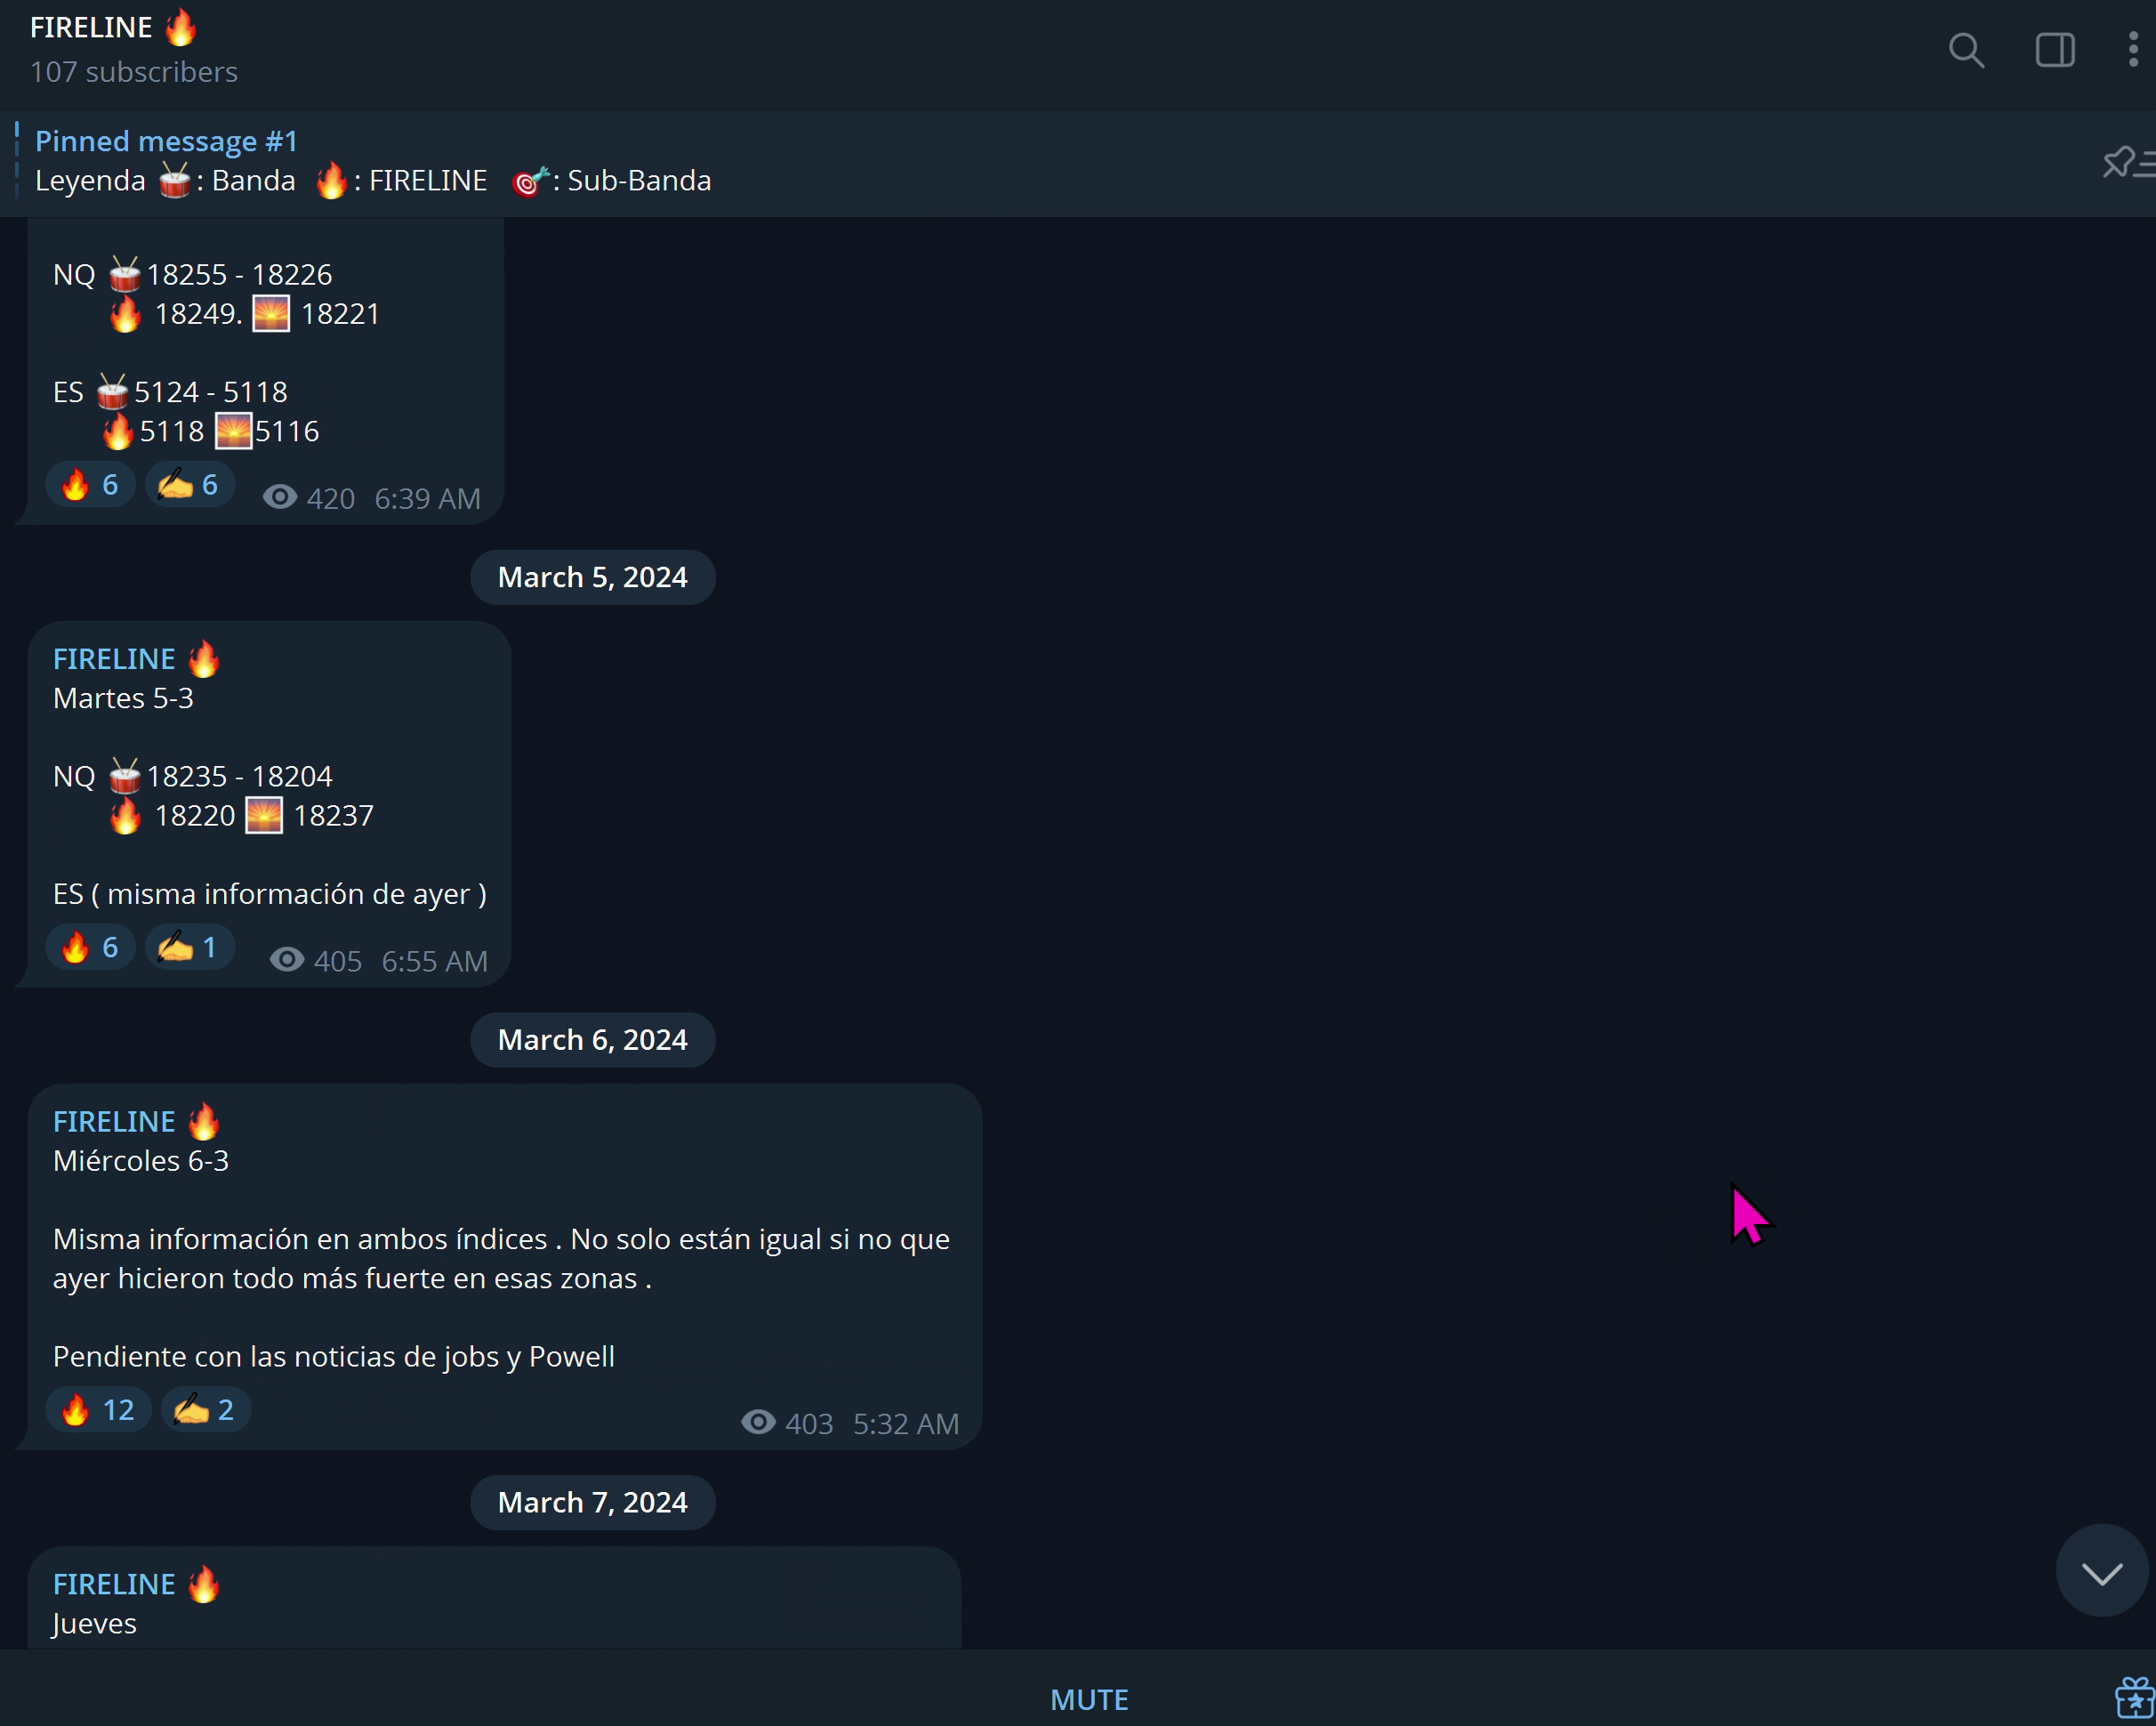 FIRELINE 🔥
107 subscribers
Pinned message #1
Leyenda 🥁: Banda 🔥: FIRELINE 🎯: Sub-Banda
NQ 🥁18255 - 18226
🔥 18249. 🌅 18221
ES 🥁5124 - 5118
🔥5118 🌅5116
🔥 6 ✍️ 6 420 6:39 AM
March 5, 2024
FIRELINE 🔥
Martes 5-3
NQ 🥁18235 - 18204
🔥 18220 🌅 18237
ES ( misma información de ayer )
🔥 6 ✍️ 1 405 6:55 AM
March 6, 2024
FIRELINE 🔥
Miércoles 6-3
Misma información en ambos índices . No solo están igual si no que
ayer hicieron todo más fuerte en esas zonas .
Pendiente con las noticias de jobs y Powell
🔥 12 ✍️ 2 403 5:32 AM
March 7, 2024
FIRELINE 🔥
Jueves
MUTE